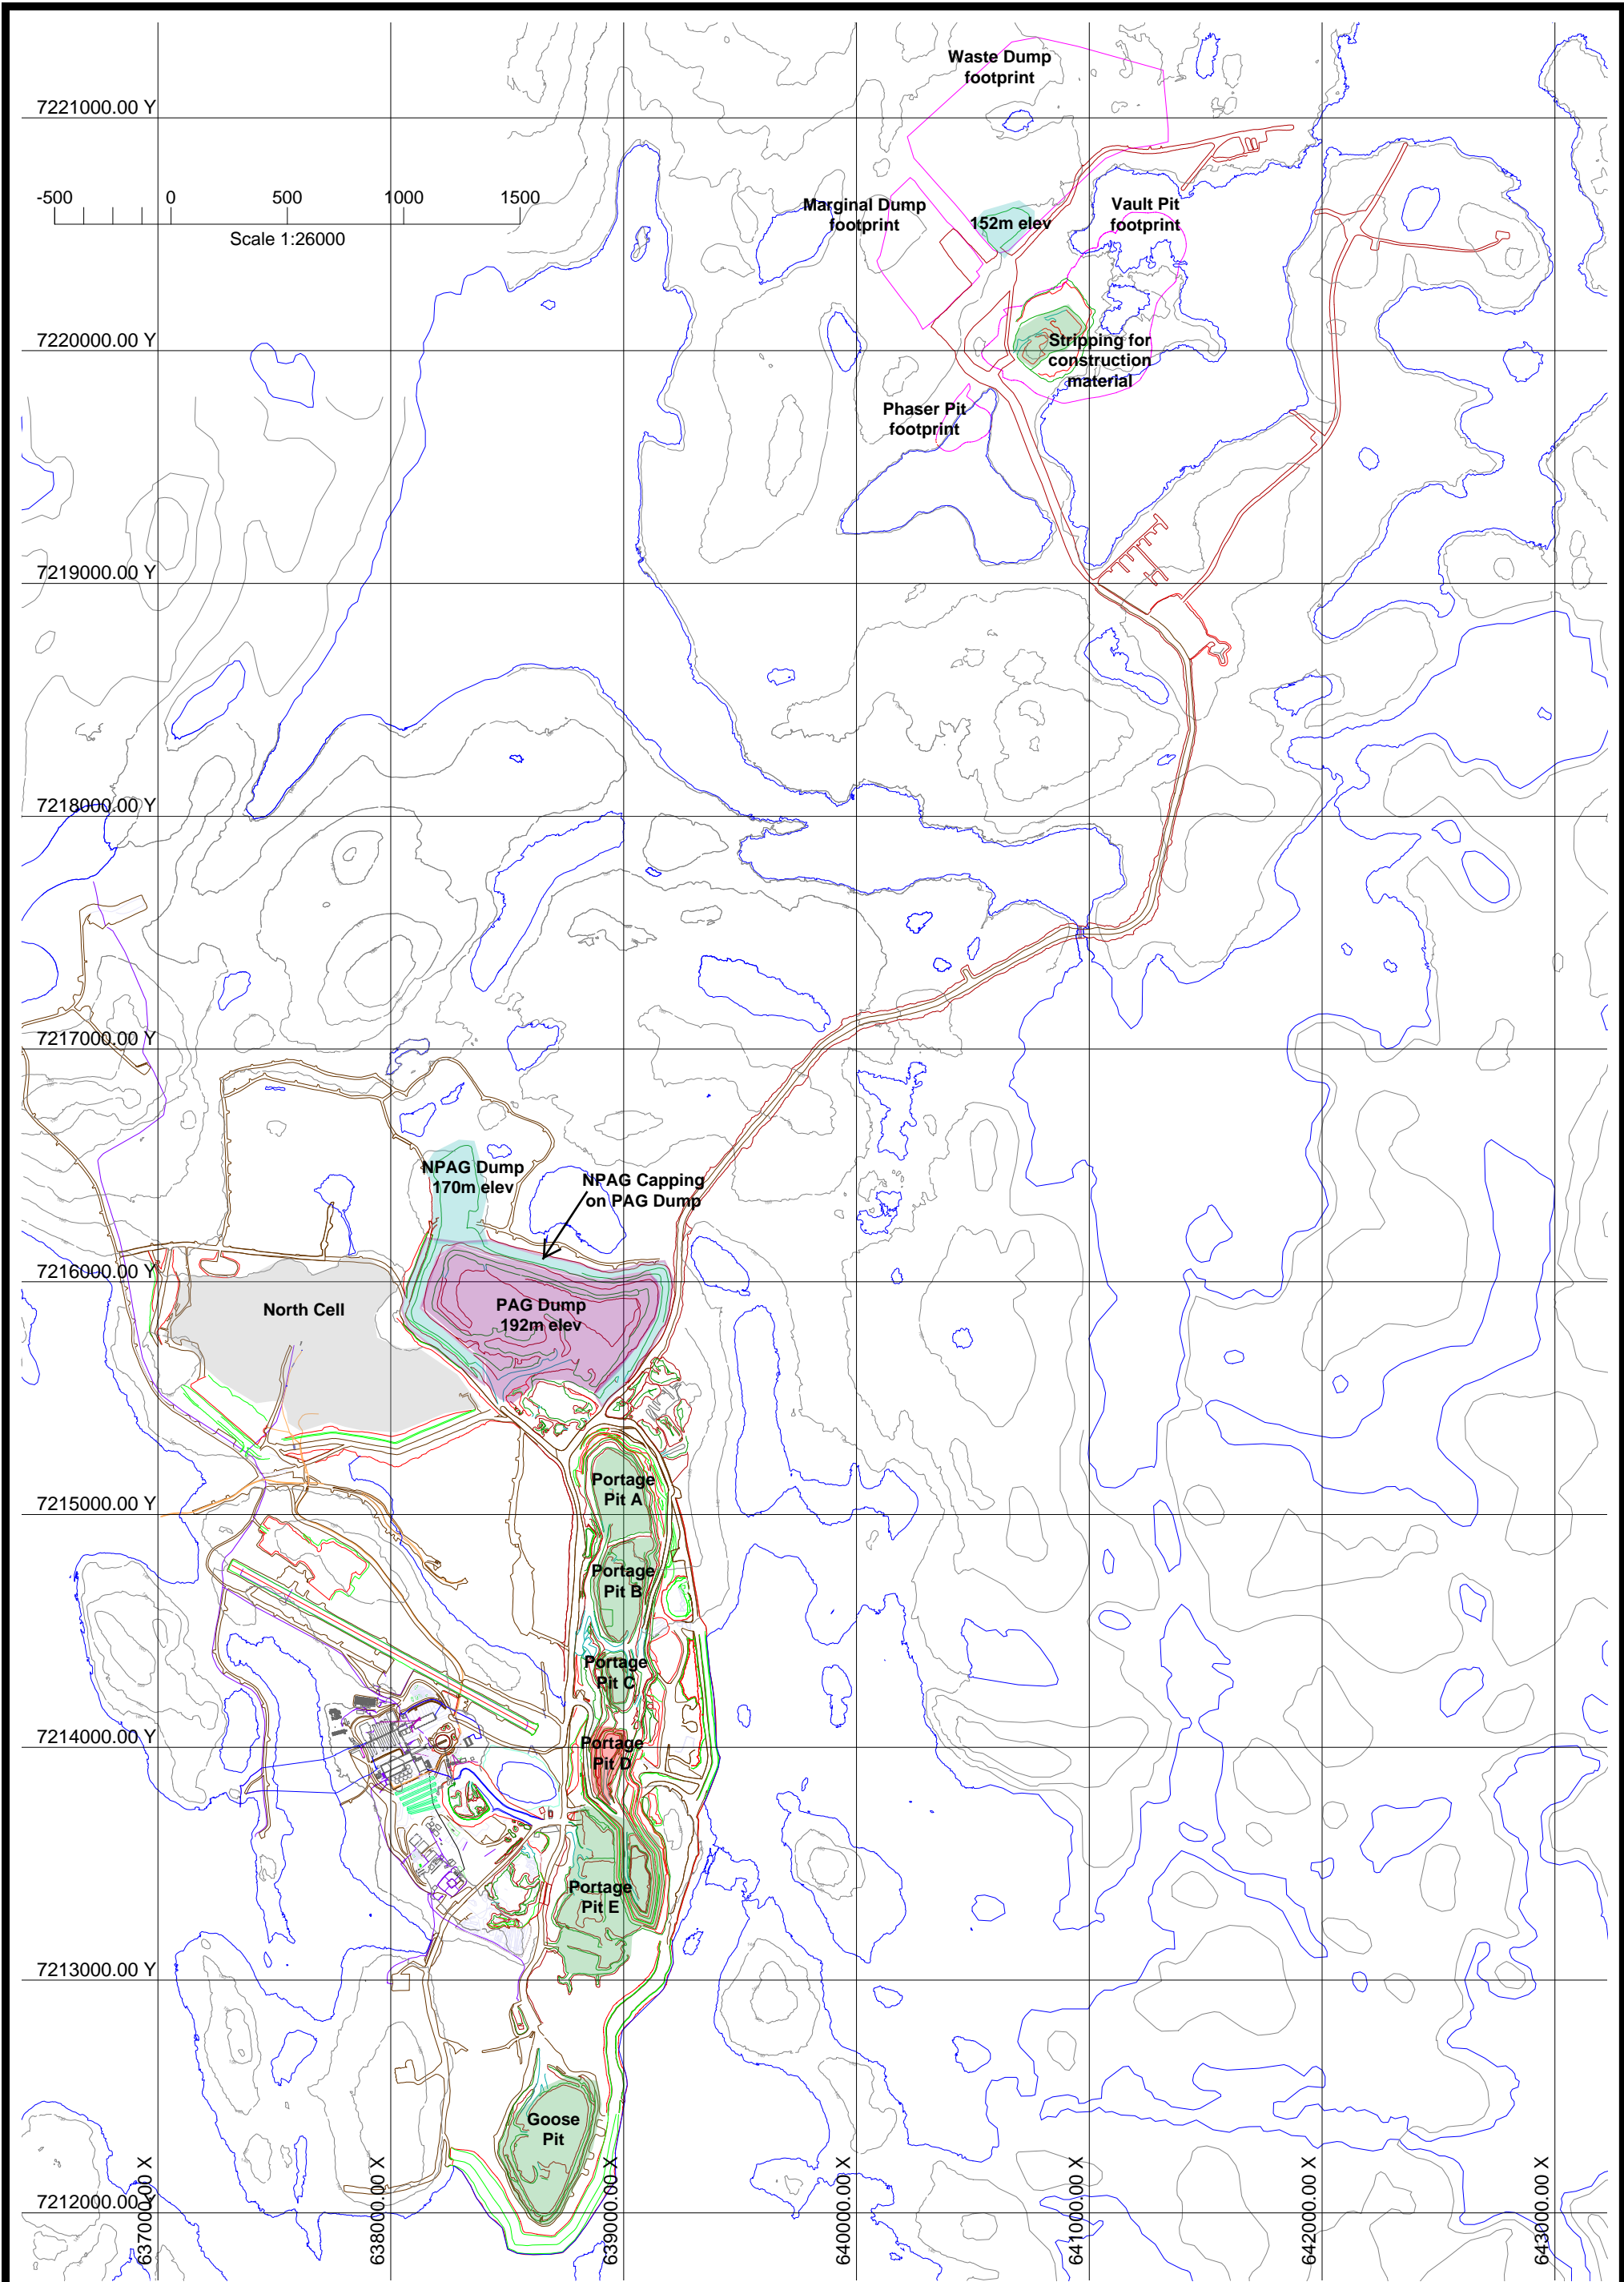 Waste Dump
footprint
7221000.00 Y
-500 0 500 1000 1500
Scale 1:26000
Marginal Dump
footprint
152m elev
Vault Pit
footprint
7220000.00 Y
Stripping for
construction
material
Phaser Pit
footprint
7219000.00 Y
7218000.00 Y
7217000.00 Y
NPAG Dump
170m elev
NPAG Capping
on PAG Dump
7216000.00 Y
North Cell
PAG Dump
192m elev
Portage
Pit A
7215000.00 Y
Portage
Pit B
Portage
Pit C
7214000.00 Y
Portage
Pit D
Portage
Pit E
7213000.00 Y
Goose
Pit
7212000.00 Y
637000.00 X
638000.00 X
639000.00 X
640000.00 X
641000.00 X
642000.00 X
643000.00 X